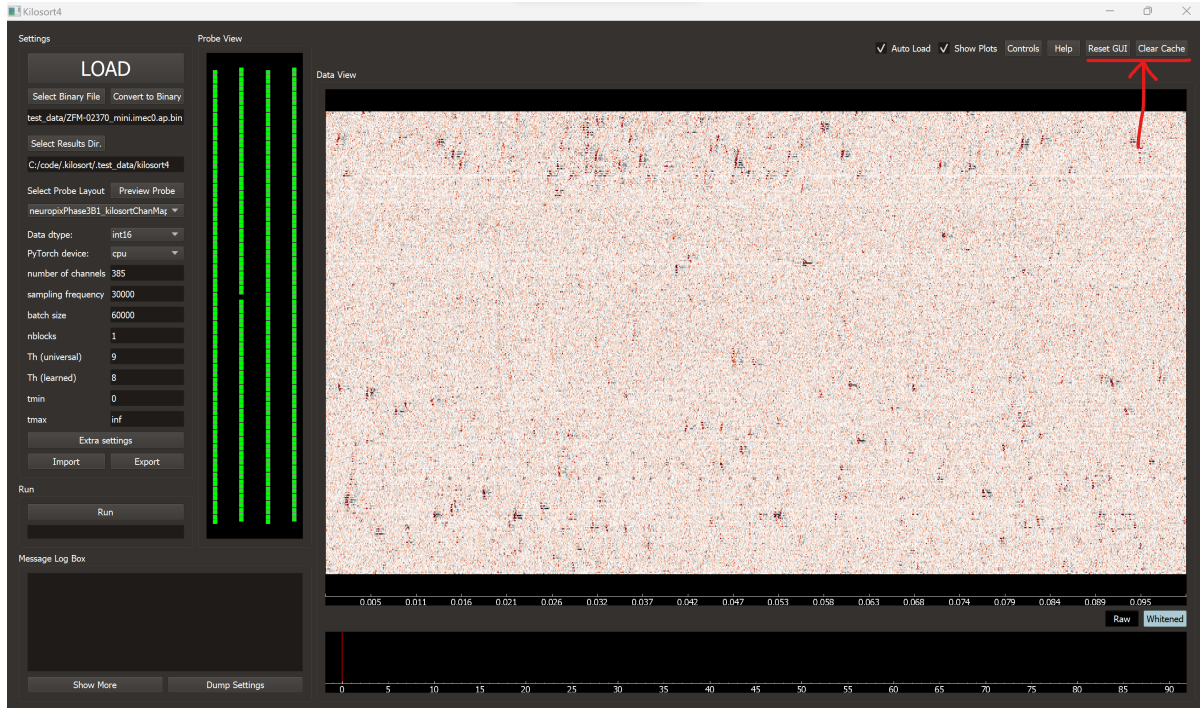 Kilosort4
Settings
Probe View
LOAD
Select Binary File Convert to Binary
test_data/ZFM-02370_mini.imec0.ap.bin
Select Results Dir.
C:/code/.kilosort/.test_data/kilosort4
Select Probe Layout Preview Probe
neuropixPhase3B1_kilosortChanMap
Data dtype: int16
PyTorch device: cpu
number of channels 385
sampling frequency 30000
batch size 60000
nblocks 1
Th (universal) 9
Th (learned) 8
tmin 0
tmax inf
Extra settings
Import Export
Run
Run
Message Log Box
Show More Dump Settings
Auto Load Show Plots Controls Help Reset GUI Clear Cache
Data View
0.005 0.011 0.016 0.021 0.026 0.032 0.037 0.042 0.047 0.053 0.058 0.063 0.068 0.074 0.079 0.084 0.089 0.095
Raw Whitened
0 5 10 15 20 25 30 35 40 45 50 55 60 65 70 75 80 85 90